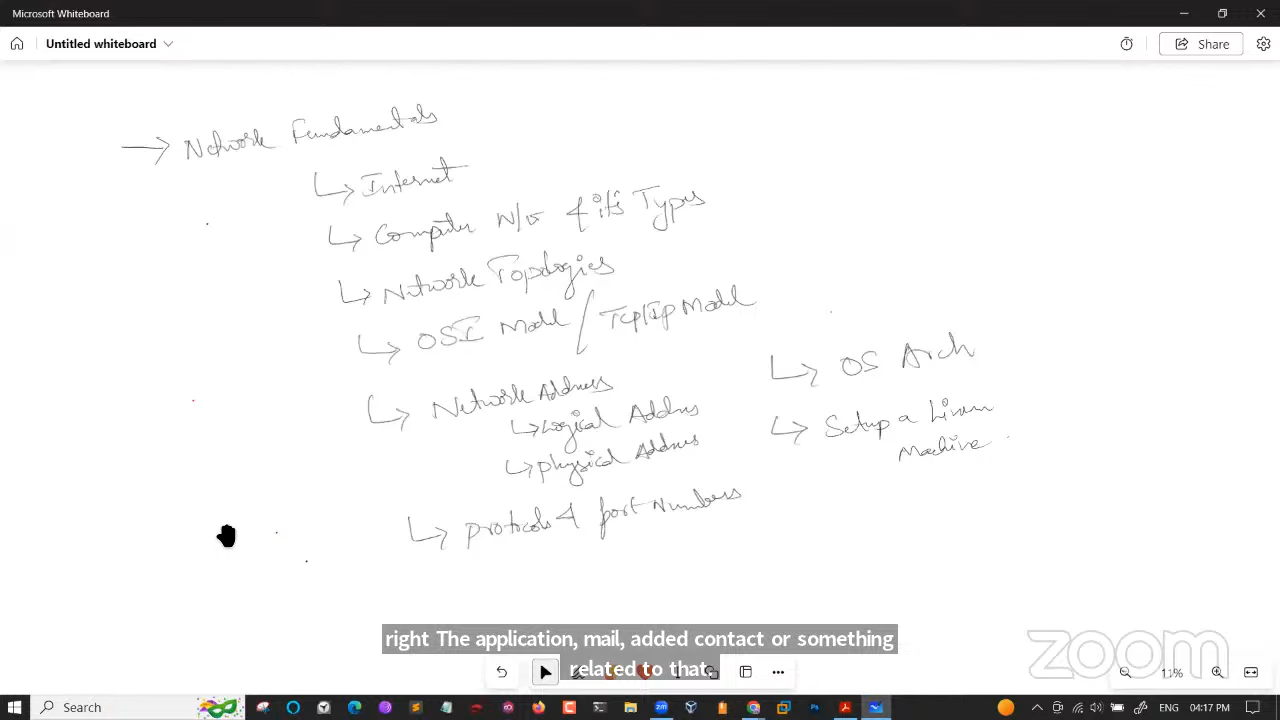 Microsoft Whiteboard
Untitled whiteboard
Share
→ Network Fundamentals
↳ Internet
↳ Computer N/w & its Types
↳ Network Topologies
↳ OSI Model / Tcp/Ip Model
↳ OS Arch
↳ Network Address
↳ Logical Address
↳ Setup a Linux
Machine
↳ physical Address
↳ protocols & port Numbers
right The application, mail, added contact or something
related to that.
zoom
11%
Search
ENG
04:17 PM